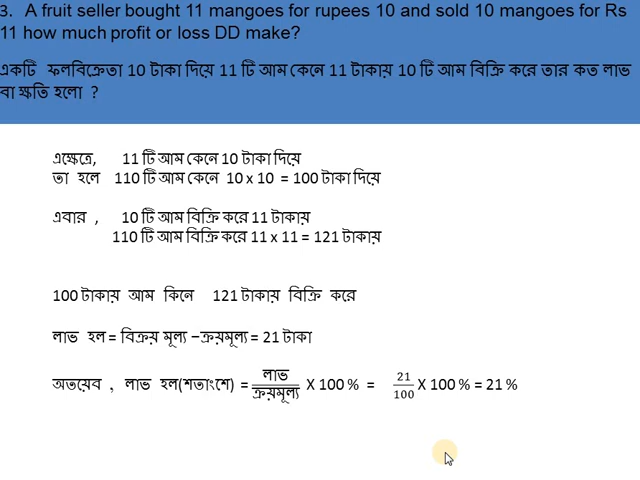 3. A fruit seller bought 11 mangoes for rupees 10 and sold 10 mangoes for Rs
11 how much profit or loss DD make?
একটি ফলবিক্রেতা 10 টাকা দিয়ে 11 টি আম কেনে 11 টাকায় 10 টি আম বিক্রি করে তার কত লাভ
বা ক্ষতি হলো ?
এক্ষেত্রে, 11 টি আম কেনে 10 টাকা দিয়ে
তা হলে 110 টি আম কেনে 10 x 10 = 100 টাকা দিয়ে
এবার , 10 টি আম বিক্রি করে 11 টাকায়
110 টি আম বিক্রি করে 11 x 11 = 121 টাকায়
100 টাকায় আম কিনে 121 টাকায় বিক্রি করে
লাভ হল = বিক্রয় মূল্য –ক্রয়মূল্য = 21 টাকা
অতয়েব , লাভ হল(শতাংশে) = লাভ/ক্রয়মূল্য X 100 % = 21/100 X 100 % = 21 %